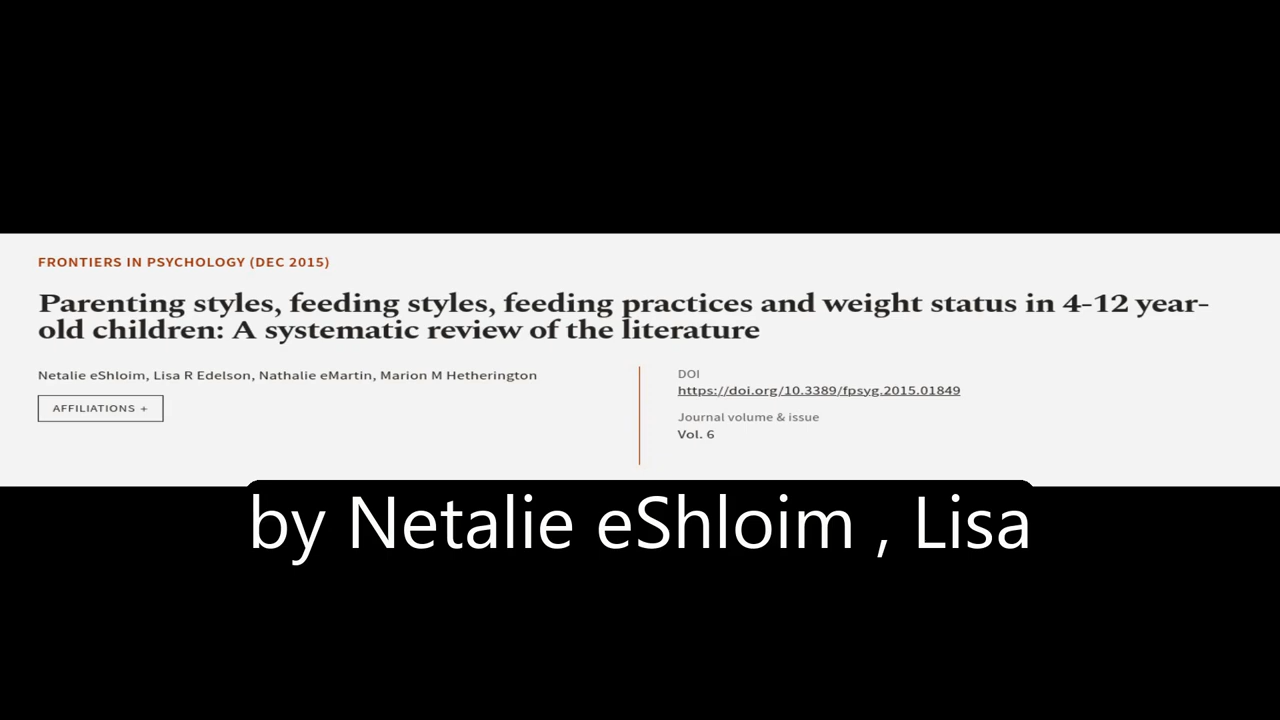 FRONTIERS IN PSYCHOLOGY (DEC 2015)
Parenting styles, feeding styles, feeding practices and weight status in 4-12 year-
old children: A systematic review of the literature
Netalie eShloim, Lisa R Edelson, Nathalie eMartin, Marion M Hetherington
AFFILIATIONS +
DOI
https://doi.org/10.3389/fpsyg.2015.01849
Journal volume & issue
Vol. 6
by Netalie eShloim , Lisa